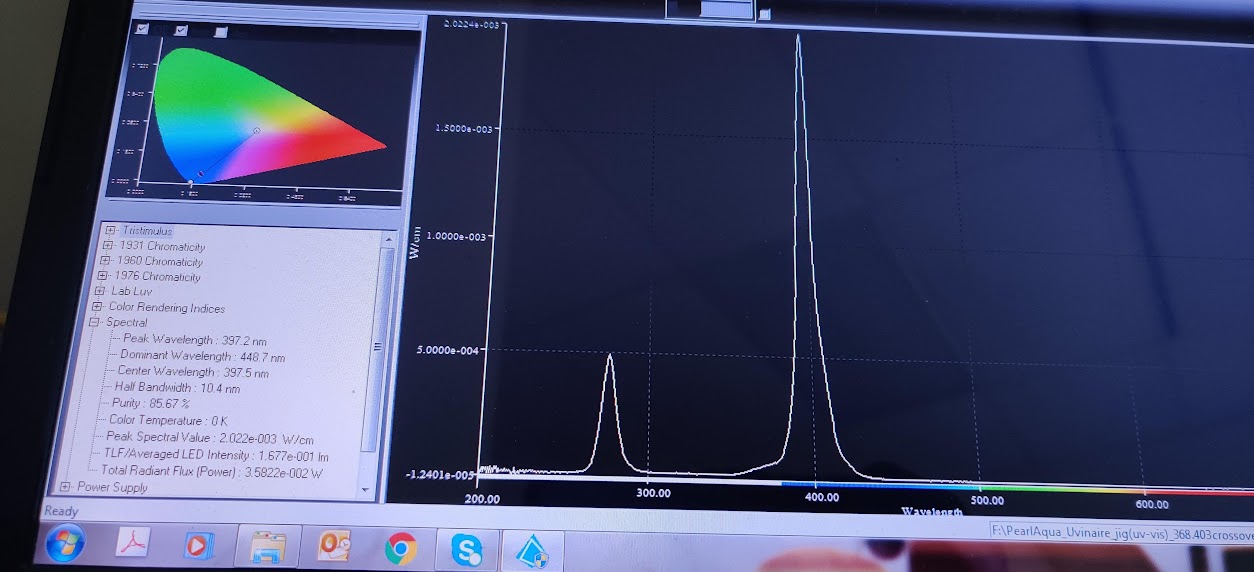 2.0224e-003
1.5000e-003
1.0000e-003
W/cm
5.0000e-004
-1.2401e-005
200.00
300.00
400.00
500.00
600.00
Wavelength
Tristimulus
1931 Chromaticity
1960 Chromaticity
1976 Chromaticity
Lab Luv
Color Rendering Indices
Spectral
Peak Wavelength : 397.2 nm
Dominant Wavelength : 448.7 nm
Center Wavelength : 397.5 nm
Half Bandwidth : 10.4 nm
Purity : 85.67 %
Color Temperature : 0 K
Peak Spectral Value : 2.022e-003 W/cm
TLF/Averaged LED Intensity : 1.677e-001 lm
Total Radiant Flux (Power) : 3.5822e-002 W
Power Supply
Ready
F:\PearlAqua_Uvinaire_jig(uv-vis)_368.403crossove